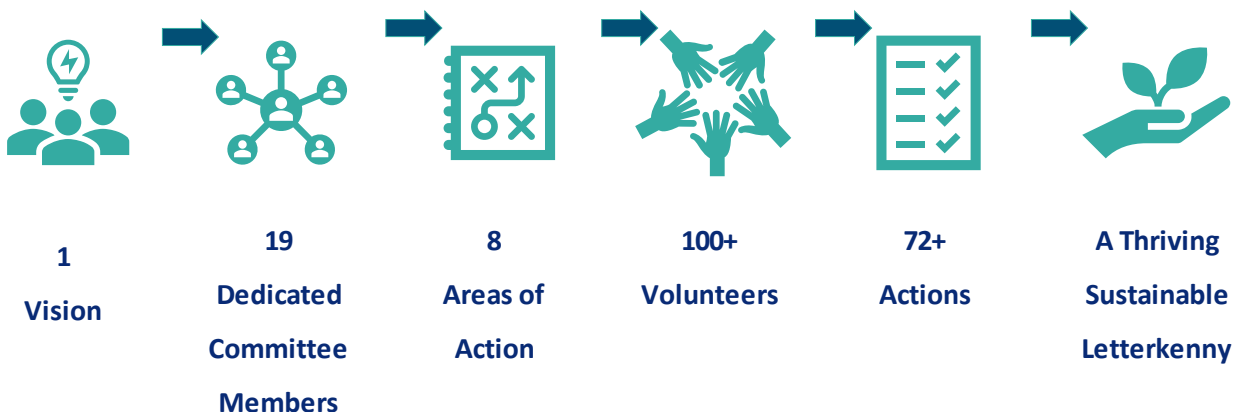 1
Vision
19
Dedicated
Committee
Members
8
Areas of
Action
100+
Volunteers
72+
Actions
A Thriving
Sustainable
Letterkenny